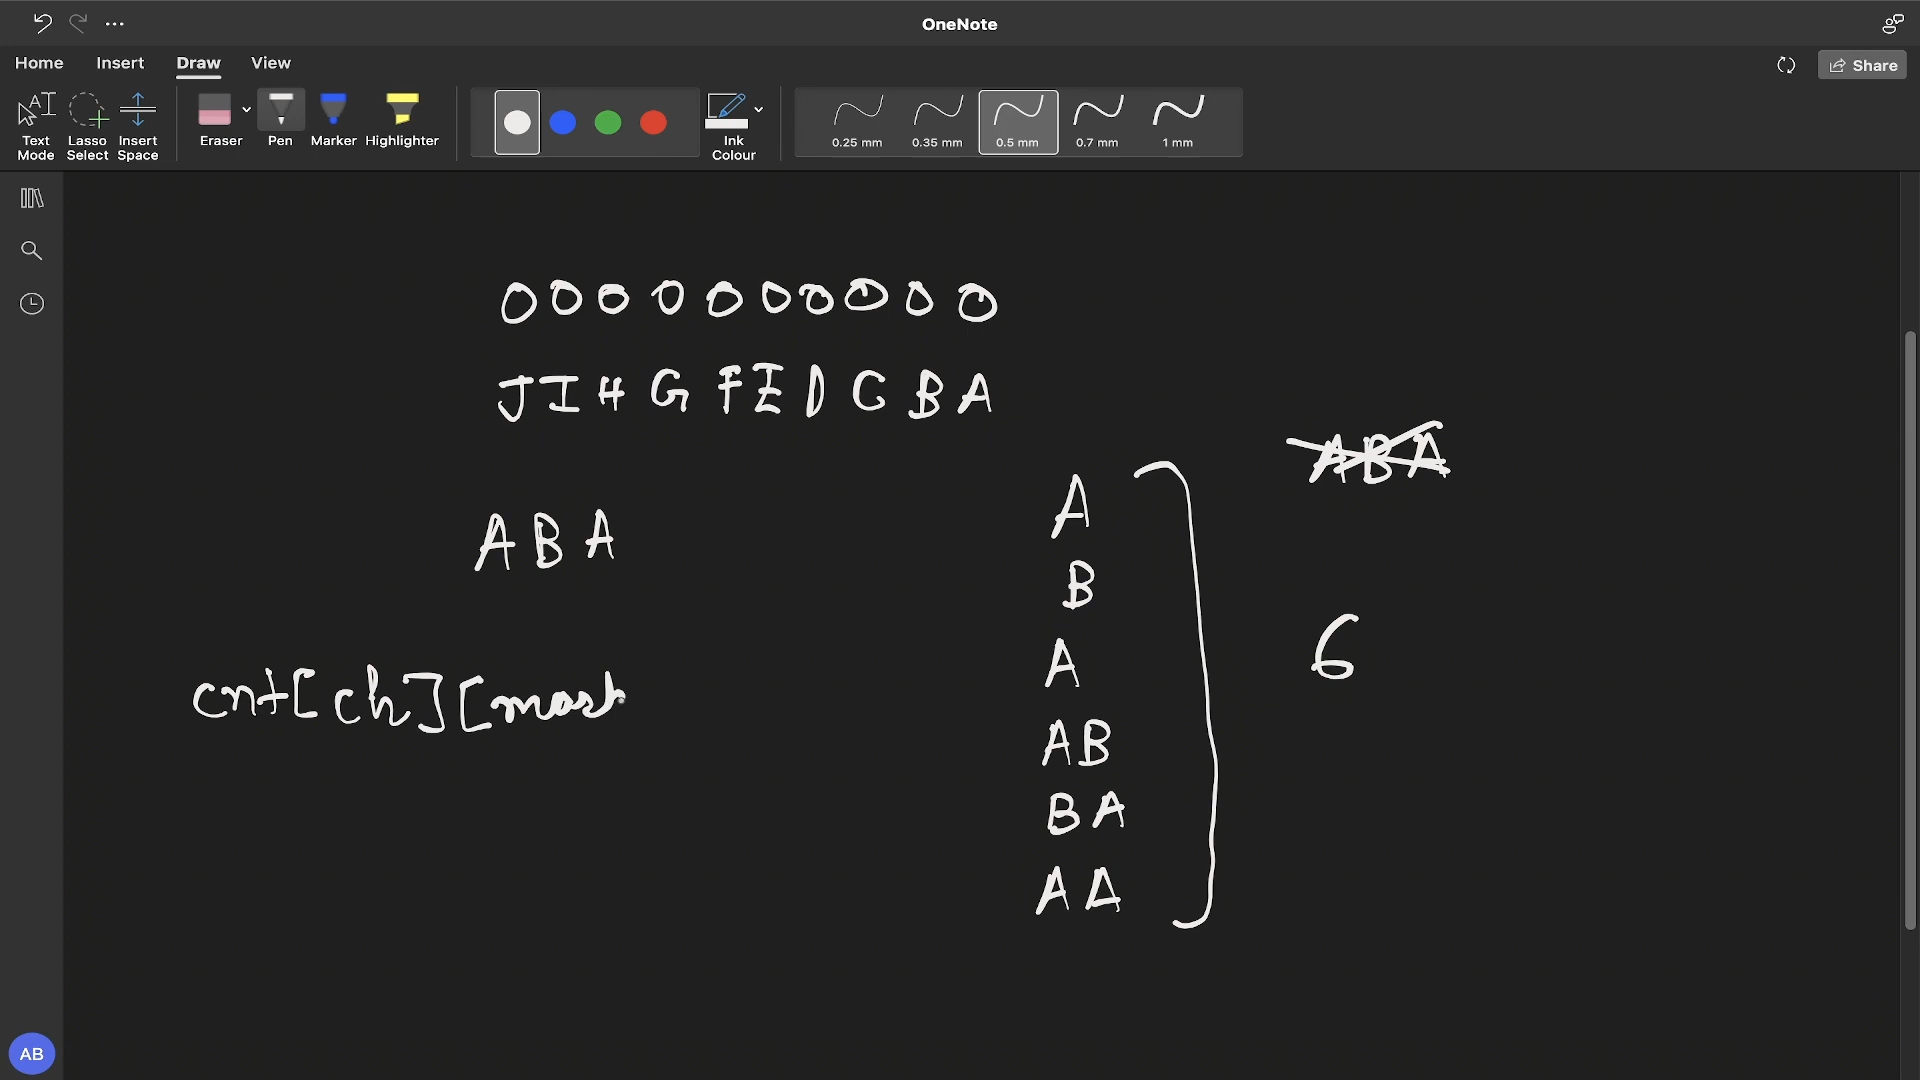 OneNote
Home Insert Draw View
Share
Text Mode
Lasso Select
Insert Space
Eraser
Pen
Marker
Highlighter
Ink Colour
0.25 mm
0.35 mm
0.5 mm
0.7 mm
1 mm
0 0 0 0 0 0 0 0 0 0
J I H G F E D C B A
ABA
A
ABA
B
A
6
cnt[ch][mask
AB
BA
AA
AB